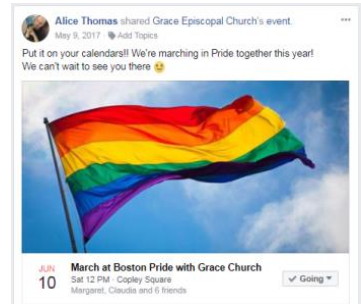 Alice Thomas shared Grace Episcopal Church's event.
May 9, 2017 · Add Topics
Put it on your calendars!! We're marching in Pride together this year!
We can't wait to see you there 😀
JUN
10
March at Boston Pride with Grace Church
Sat 12 PM · Copley Square
Margaret, Claudia and 6 friends
✓ Going